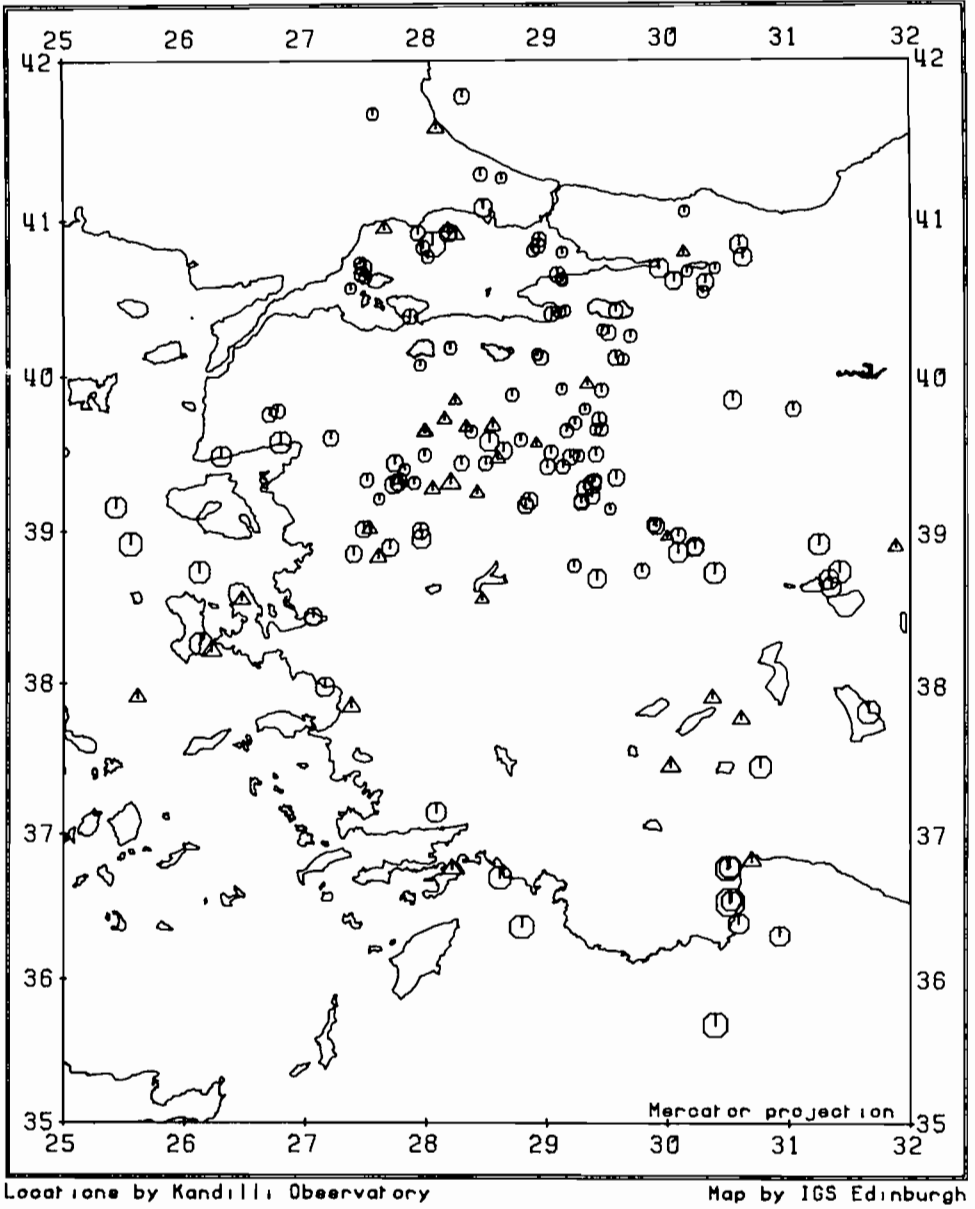 25 26 27 28 29 30 31 32
42 42
41 41
40 40
39 39
38 38
37 37
36 36
Mercator projection
35 35
25 26 27 28 29 30 31 32
Locations by Kandilli Observatory Map by IGS Edinburgh